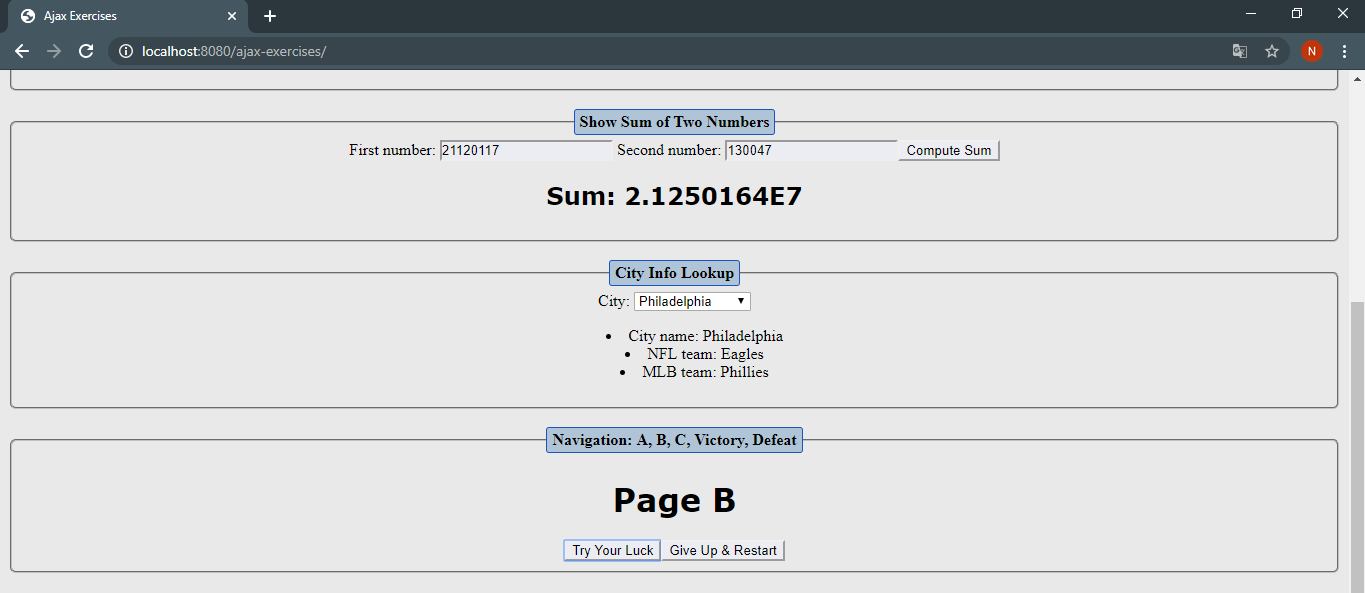 Ajax Exercises
localhost:8080/ajax-exercises/
N
Show Sum of Two Numbers
First number: 21120117 Second number: 130047 Compute Sum
Sum: 2.1250164E7
City Info Lookup
City: Philadelphia
• City name: Philadelphia
• NFL team: Eagles
• MLB team: Phillies
Navigation: A, B, C, Victory, Defeat
Page B
Try Your Luck Give Up & Restart